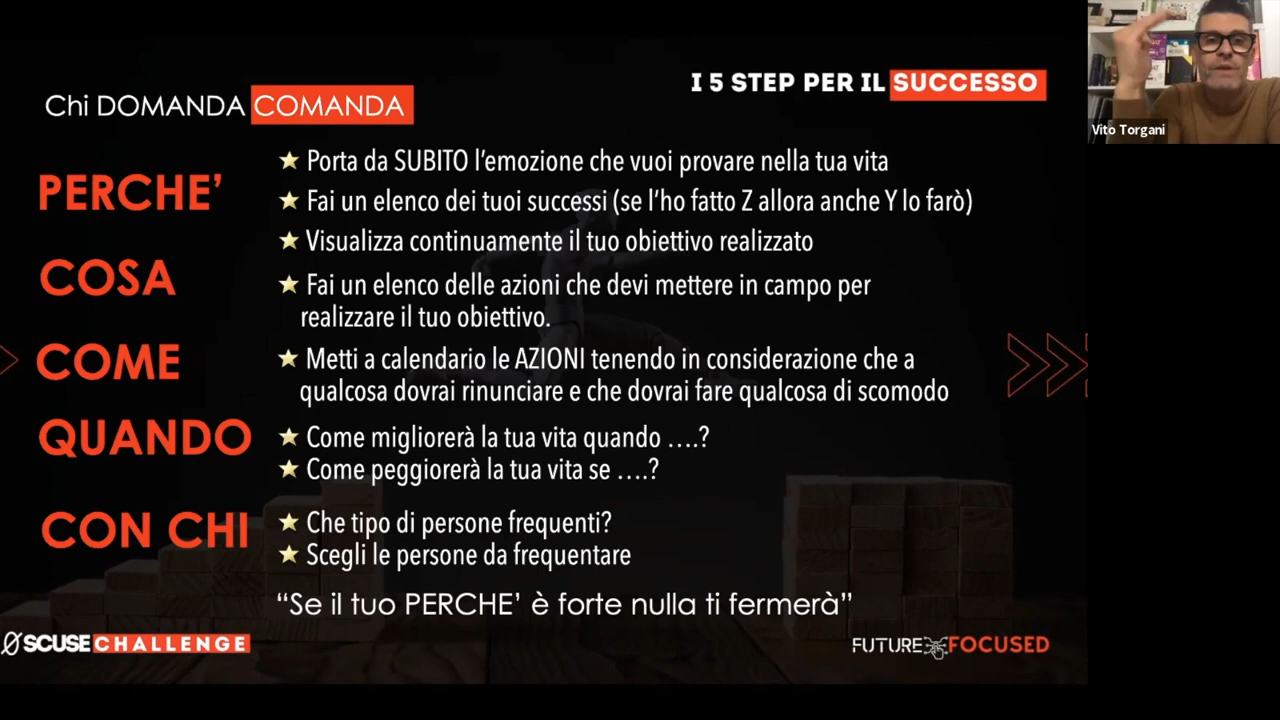 I 5 STEP PER IL SUCCESSO
Chi DOMANDA COMANDA
PERCHE’
★ Porta da SUBITO l’emozione che vuoi provare nella tua vita
★ Fai un elenco dei tuoi successi (se l’ho fatto Z allora anche Y lo farò)
★ Visualizza continuamente il tuo obiettivo realizzato
COSA
★ Fai un elenco delle azioni che devi mettere in campo per
realizzare il tuo obiettivo.
COME
★ Metti a calendario le AZIONI tenendo in considerazione che a
qualcosa dovrai rinunciare e che dovrai fare qualcosa di scomodo
QUANDO
★ Come migliorerà la tua vita quando ….?
★ Come peggiorerà la tua vita se ….?
CON CHI
★ Che tipo di persone frequenti?
★ Scegli le persone da frequentare
“Se il tuo PERCHE’ è forte nulla ti fermerà”
Ø SCUSE CHALLENGE
FUTURE FOCUSED
Vito Torgani